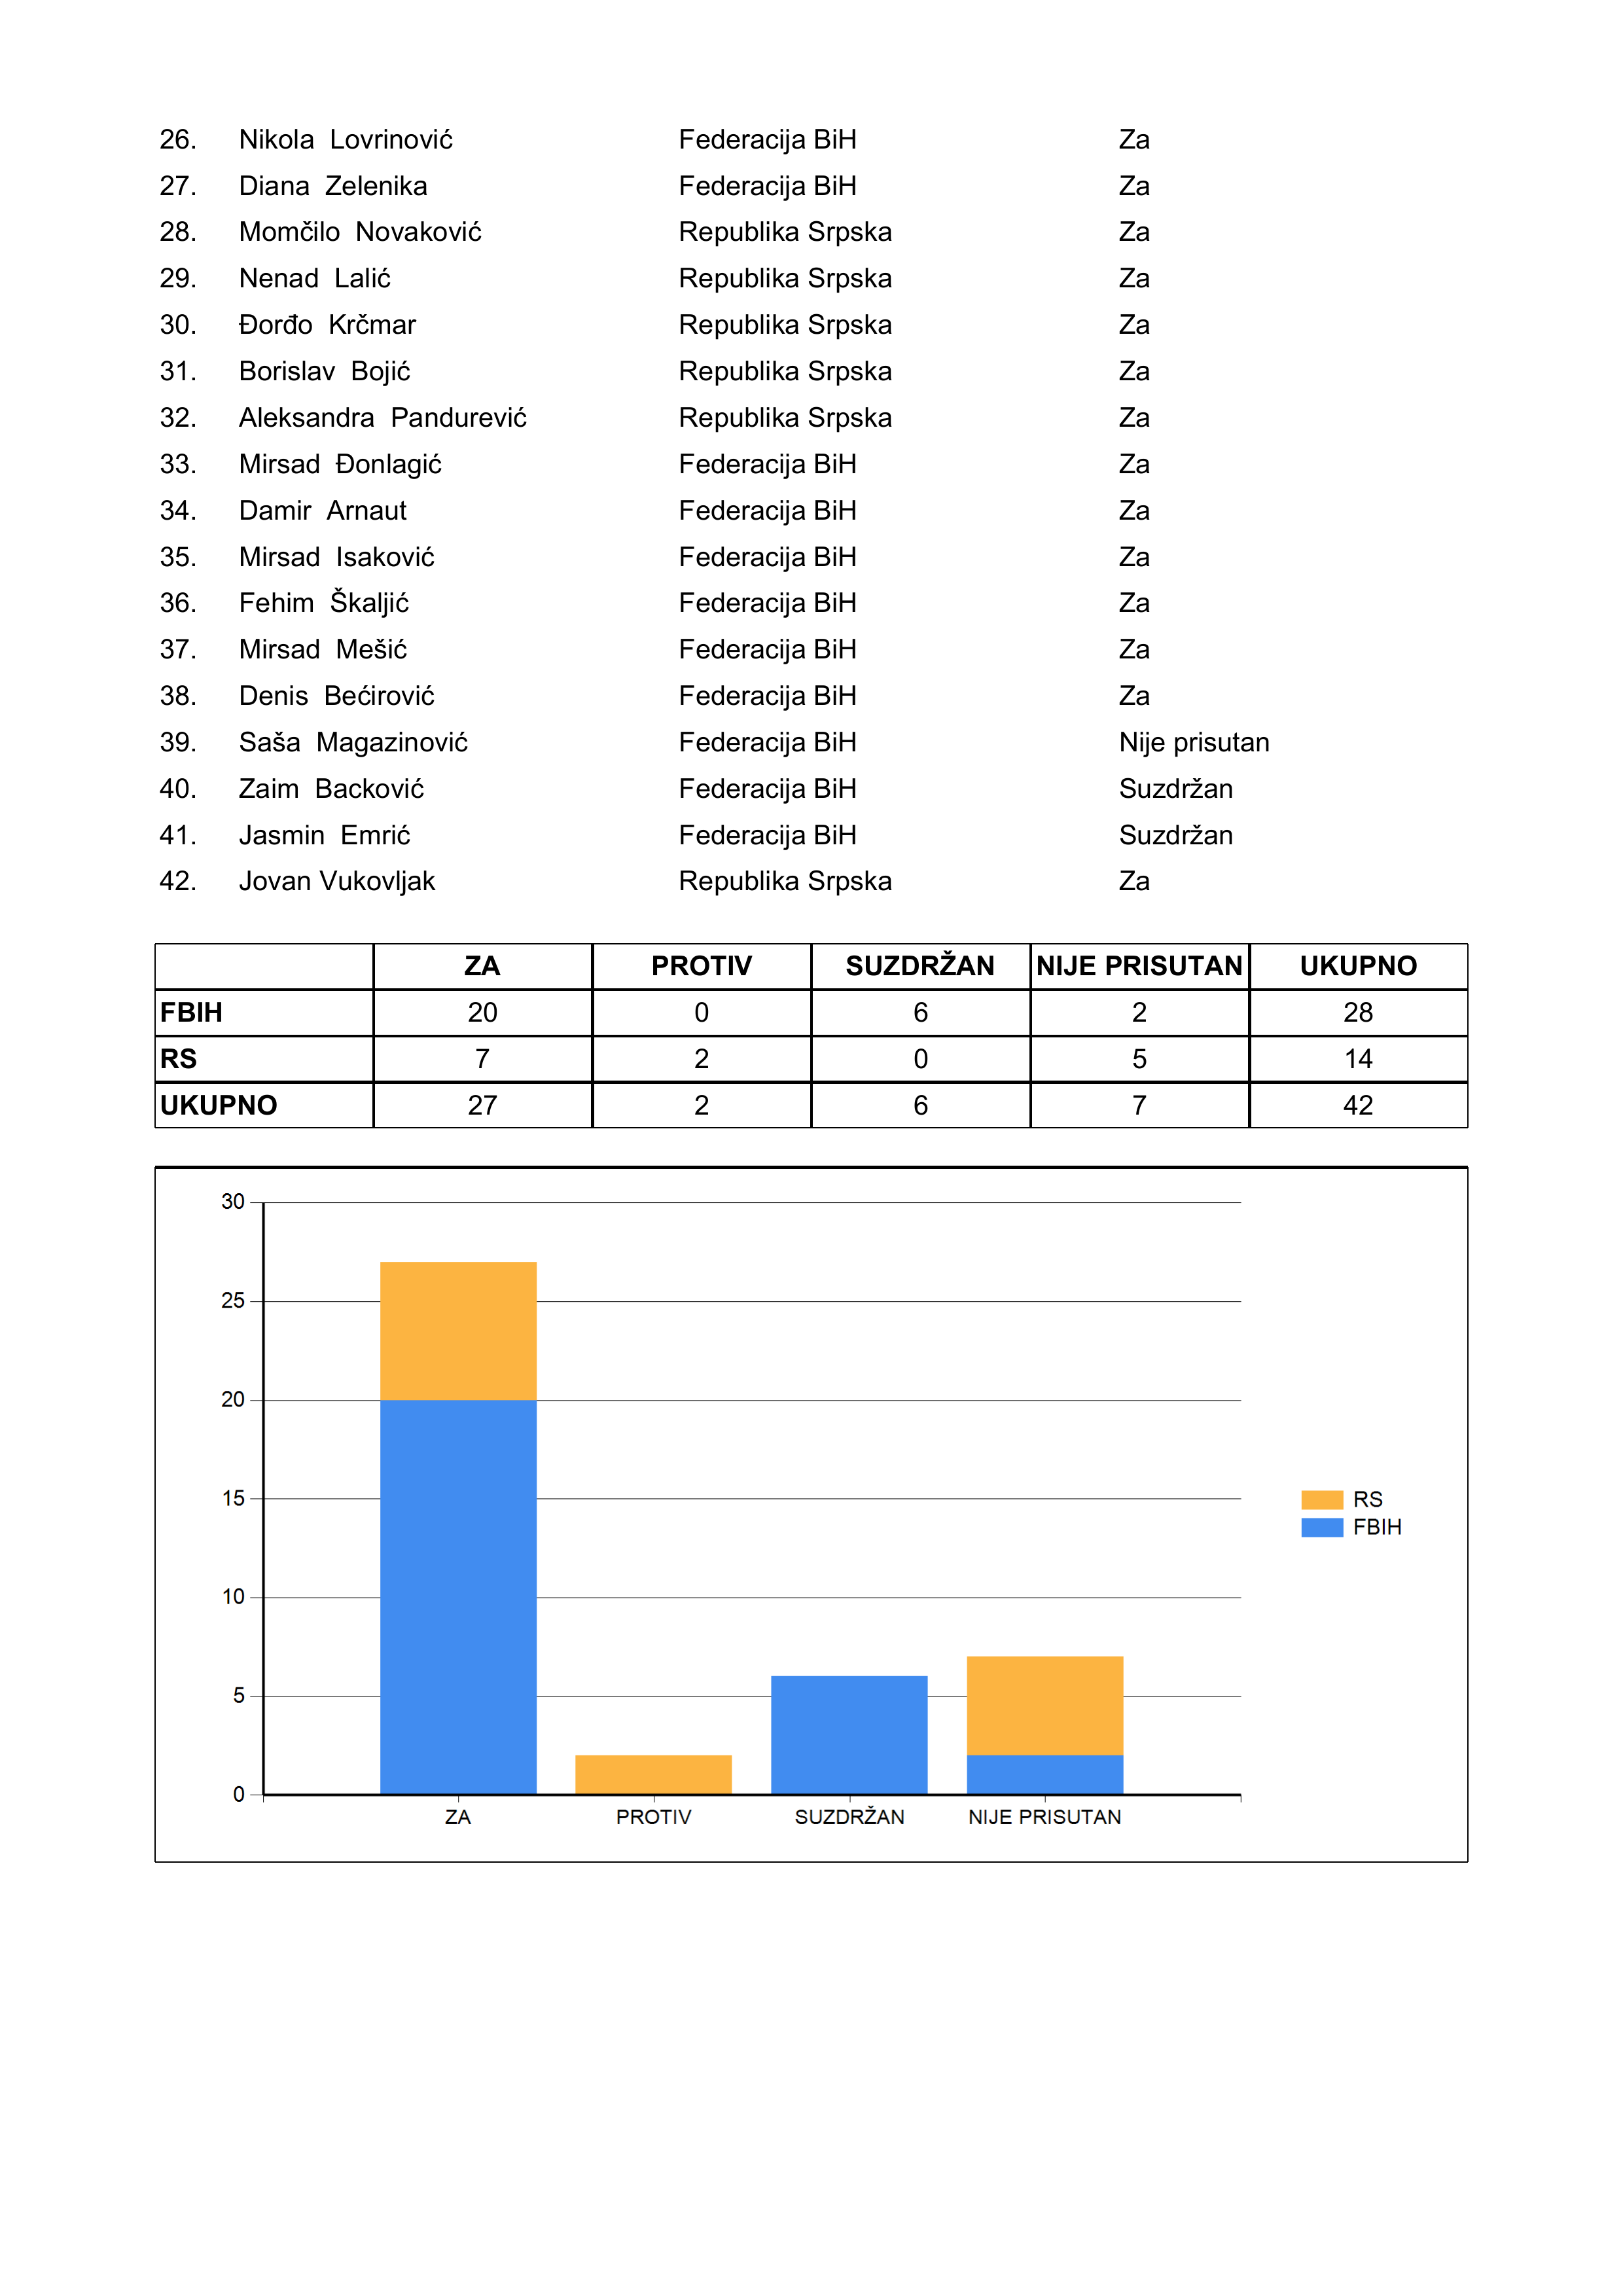 26. Nikola Lovrinović Federacija BiH Za
27. Diana Zelenika Federacija BiH Za
28. Momčilo Novaković Republika Srpska Za
29. Nenad Lalić Republika Srpska Za
30. Đorđo Krčmar Republika Srpska Za
31. Borislav Bojić Republika Srpska Za
32. Aleksandra Pandurević Republika Srpska Za
33. Mirsad Đonlagić Federacija BiH Za
34. Damir Arnaut Federacija BiH Za
35. Mirsad Isaković Federacija BiH Za
36. Fehim Škaljić Federacija BiH Za
37. Mirsad Mešić Federacija BiH Za
38. Denis Bećirović Federacija BiH Za
39. Saša Magazinović Federacija BiH Nije prisutan
40. Zaim Backović Federacija BiH Suzdržan
41. Jasmin Emrić Federacija BiH Suzdržan
42. Jovan Vukovljak Republika Srpska Za
ZA PROTIV SUZDRŽAN NIJE PRISUTAN UKUPNO
FBIH 20 0 6 2 28
RS 7 2 0 5 14
UKUPNO 27 2 6 7 42
30
25
20
15
10
5
0
ZA PROTIV SUZDRŽAN NIJE PRISUTAN
RS
FBIH